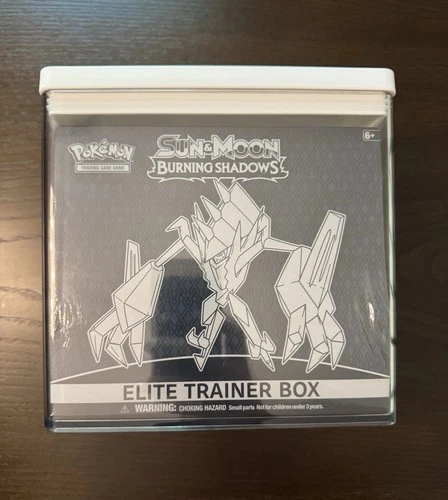 Pokémon
TRADING CARD GAME
SUN & MOON
BURNING SHADOWS
6+
ELITE TRAINER BOX
WARNING: CHOKING HAZARD Small parts Not for children under 3 years.